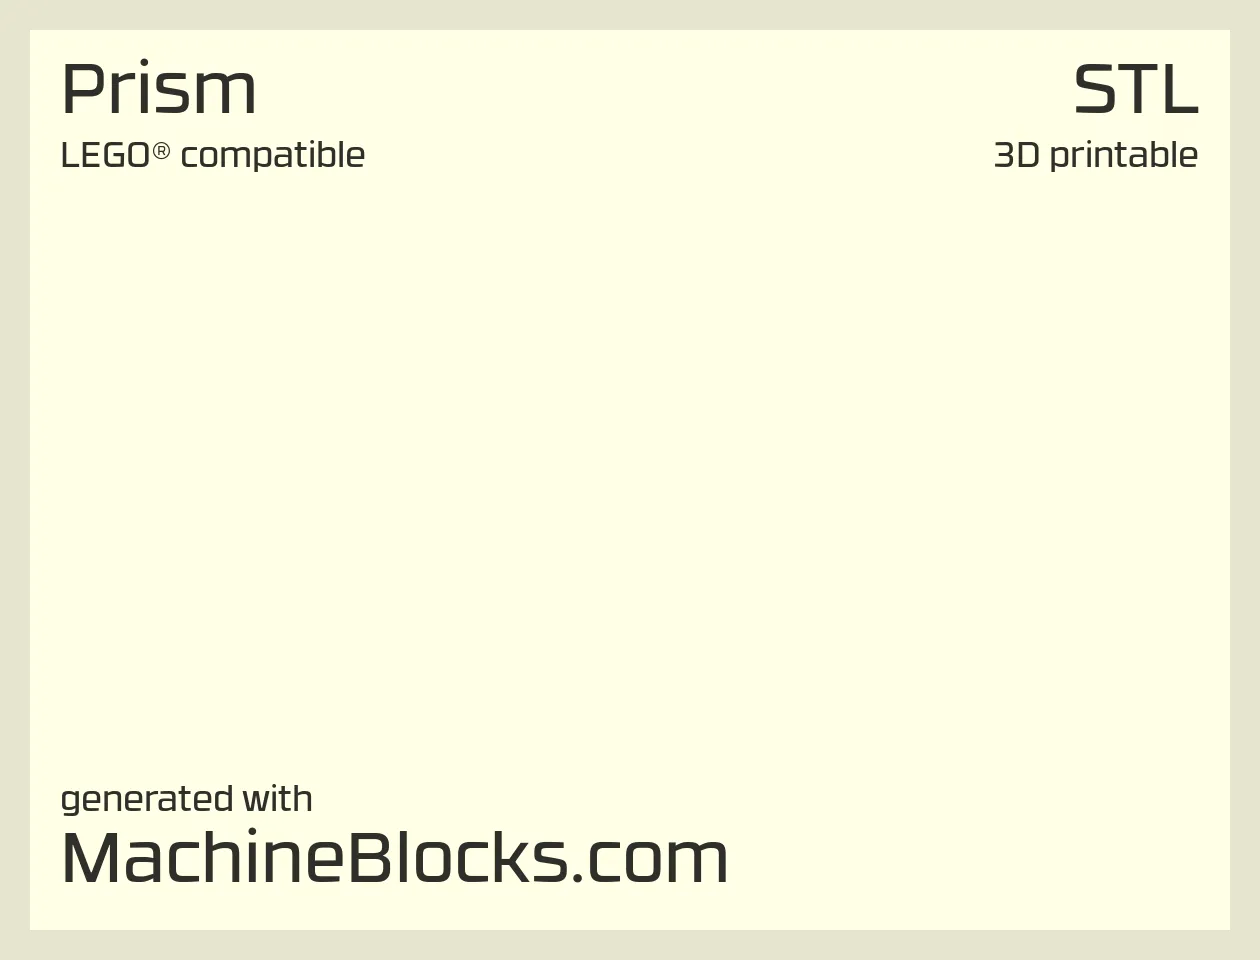 Prism
STL
LEGO® compatible
3D printable
generated with
MachineBlocks.com